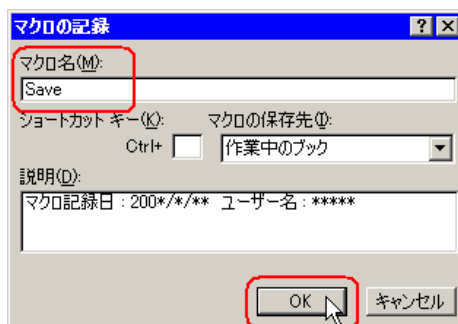 マクロの記録
マクロ名(M):
Save
ショートカット キー(K): マクロの保存先(I):
Ctrl+ 作業中のブック
説明(D):
マクロ記録日 : 200*/*/** ユーザー名 : *****
OK キャンセル